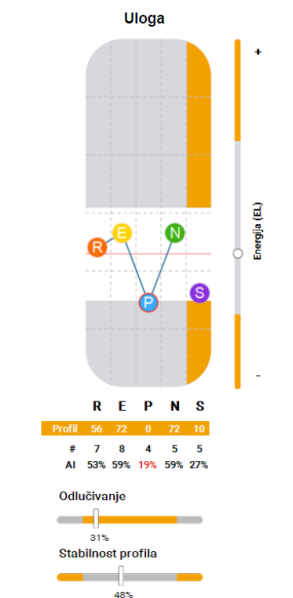 Uloga
+
Energija (EL)
R
E
N
P
S
-
R E P N S
Profil 56 72 0 72 10
# 7 8 4 5 5
AI 53% 59% 19% 59% 27%
Odlučivanje
31%
Stabilnost profila
48%